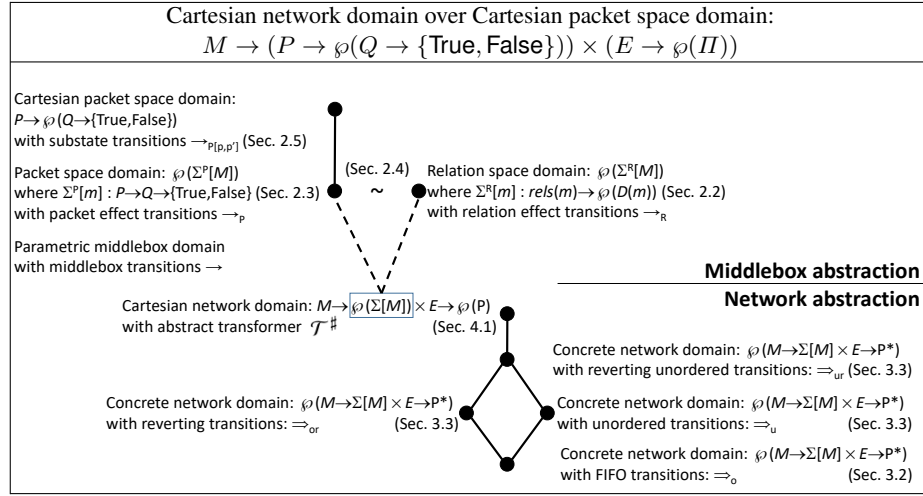 Cartesian network domain over Cartesian packet space domain:
M → (P → ℘(Q → {True, False})) × (E → ℘(Π))
Cartesian packet space domain:
P→ ℘(Q→{True,False})
with substate transitions →P[p,p'] (Sec. 2.5)
Packet space domain: ℘(Σᴾ[M])
where Σᴾ[m] : P→Q→{True,False} (Sec. 2.3)
with packet effect transitions →P
(Sec. 2.4)
~
Relation space domain: ℘(Σᴿ[M])
where Σᴿ[m] : rels(m)→℘(D(m)) (Sec. 2.2)
with relation effect transitions →R
Parametric middlebox domain
with middlebox transitions →
Middlebox abstraction
Network abstraction
Cartesian network domain: M→℘(Σ[M]) × E→℘(P)
with abstract transformer 𝒯♯ (Sec. 4.1)
Concrete network domain: ℘(M→Σ[M] × E→P*)
with reverting unordered transitions: ⇒ur (Sec. 3.3)
Concrete network domain: ℘(M→Σ[M] × E→P*)
with reverting transitions: ⇒or (Sec. 3.3)
Concrete network domain: ℘(M→Σ[M] × E→P*)
with unordered transitions: ⇒u (Sec. 3.3)
Concrete network domain: ℘(M→Σ[M] × E→P*)
with FIFO transitions: ⇒o (Sec. 3.2)